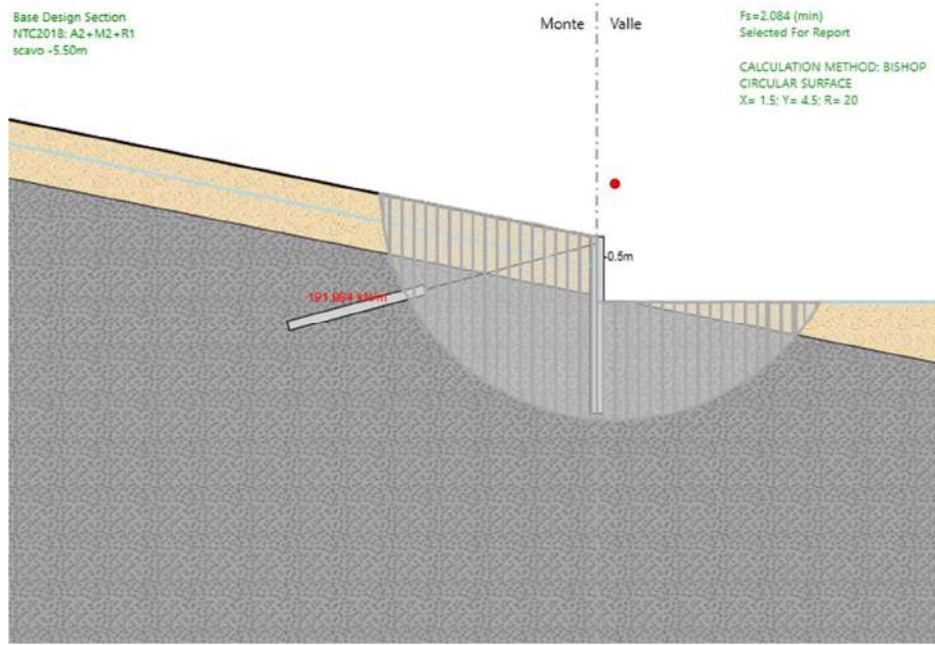 Base Design Section
NTC2018: A2+M2+R1
scavo -5.50m
Monte
Valle
Fs=2.084 (min)
Selected For Report
CALCULATION METHOD: BISHOP
CIRCULAR SURFACE
X= 1.5; Y= 4.5; R= 20
-0.5m